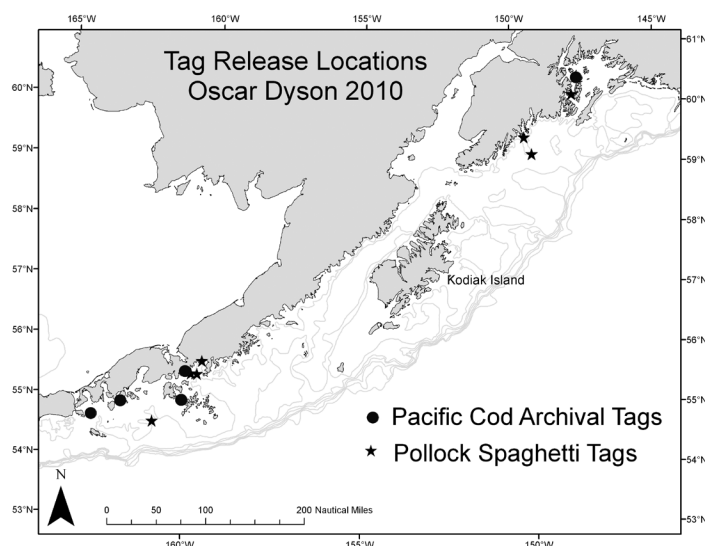 165°W 160°W 155°W 150°W 145°W
Tag Release Locations
Oscar Dyson 2010
61°N
60°N
60°N
59°N
59°N
58°N
58°N
57°N
Kodiak Island
57°N
56°N
56°N
55°N
55°N
Pacific Cod Archival Tags
54°N
Pollock Spaghetti Tags
54°N
N
0 50 100 200 Nautical Miles
53°N
53°N
160°W 155°W 150°W